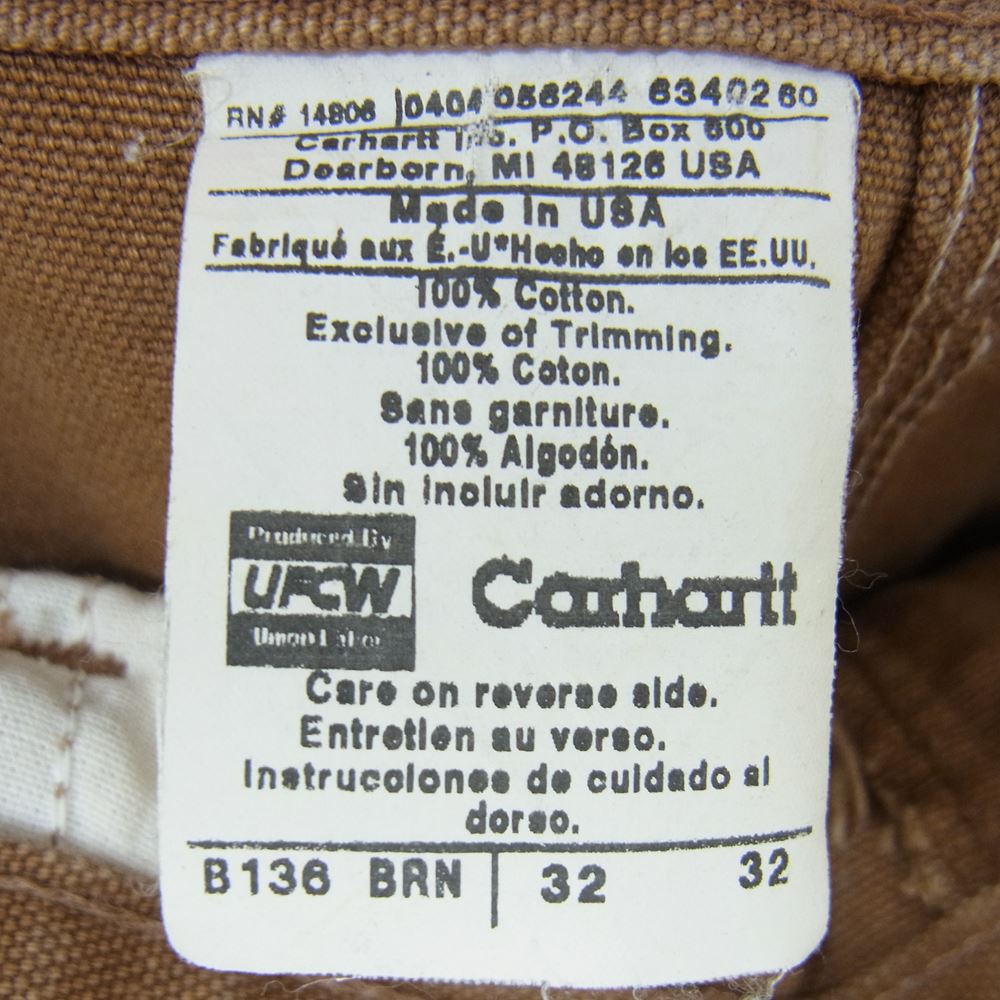 RN# 14806 0404 056244 6340260
Carhartt Inc. P.O. Box 600
Dearborn, MI 48126 USA
Made in USA
Fabriqué aux É.-U*Hecho en los EE.UU.
100% Cotton.
Exclusive of Trimming.
100% Coton.
Sans garniture.
100% Algodón.
Sin incluir adorno.
Produced By
UFCW
Union Label
Carhartt
Care on reverse side.
Entretien au verso.
Instrucciones de cuidado al
dorso.
B136 BRN 32 32